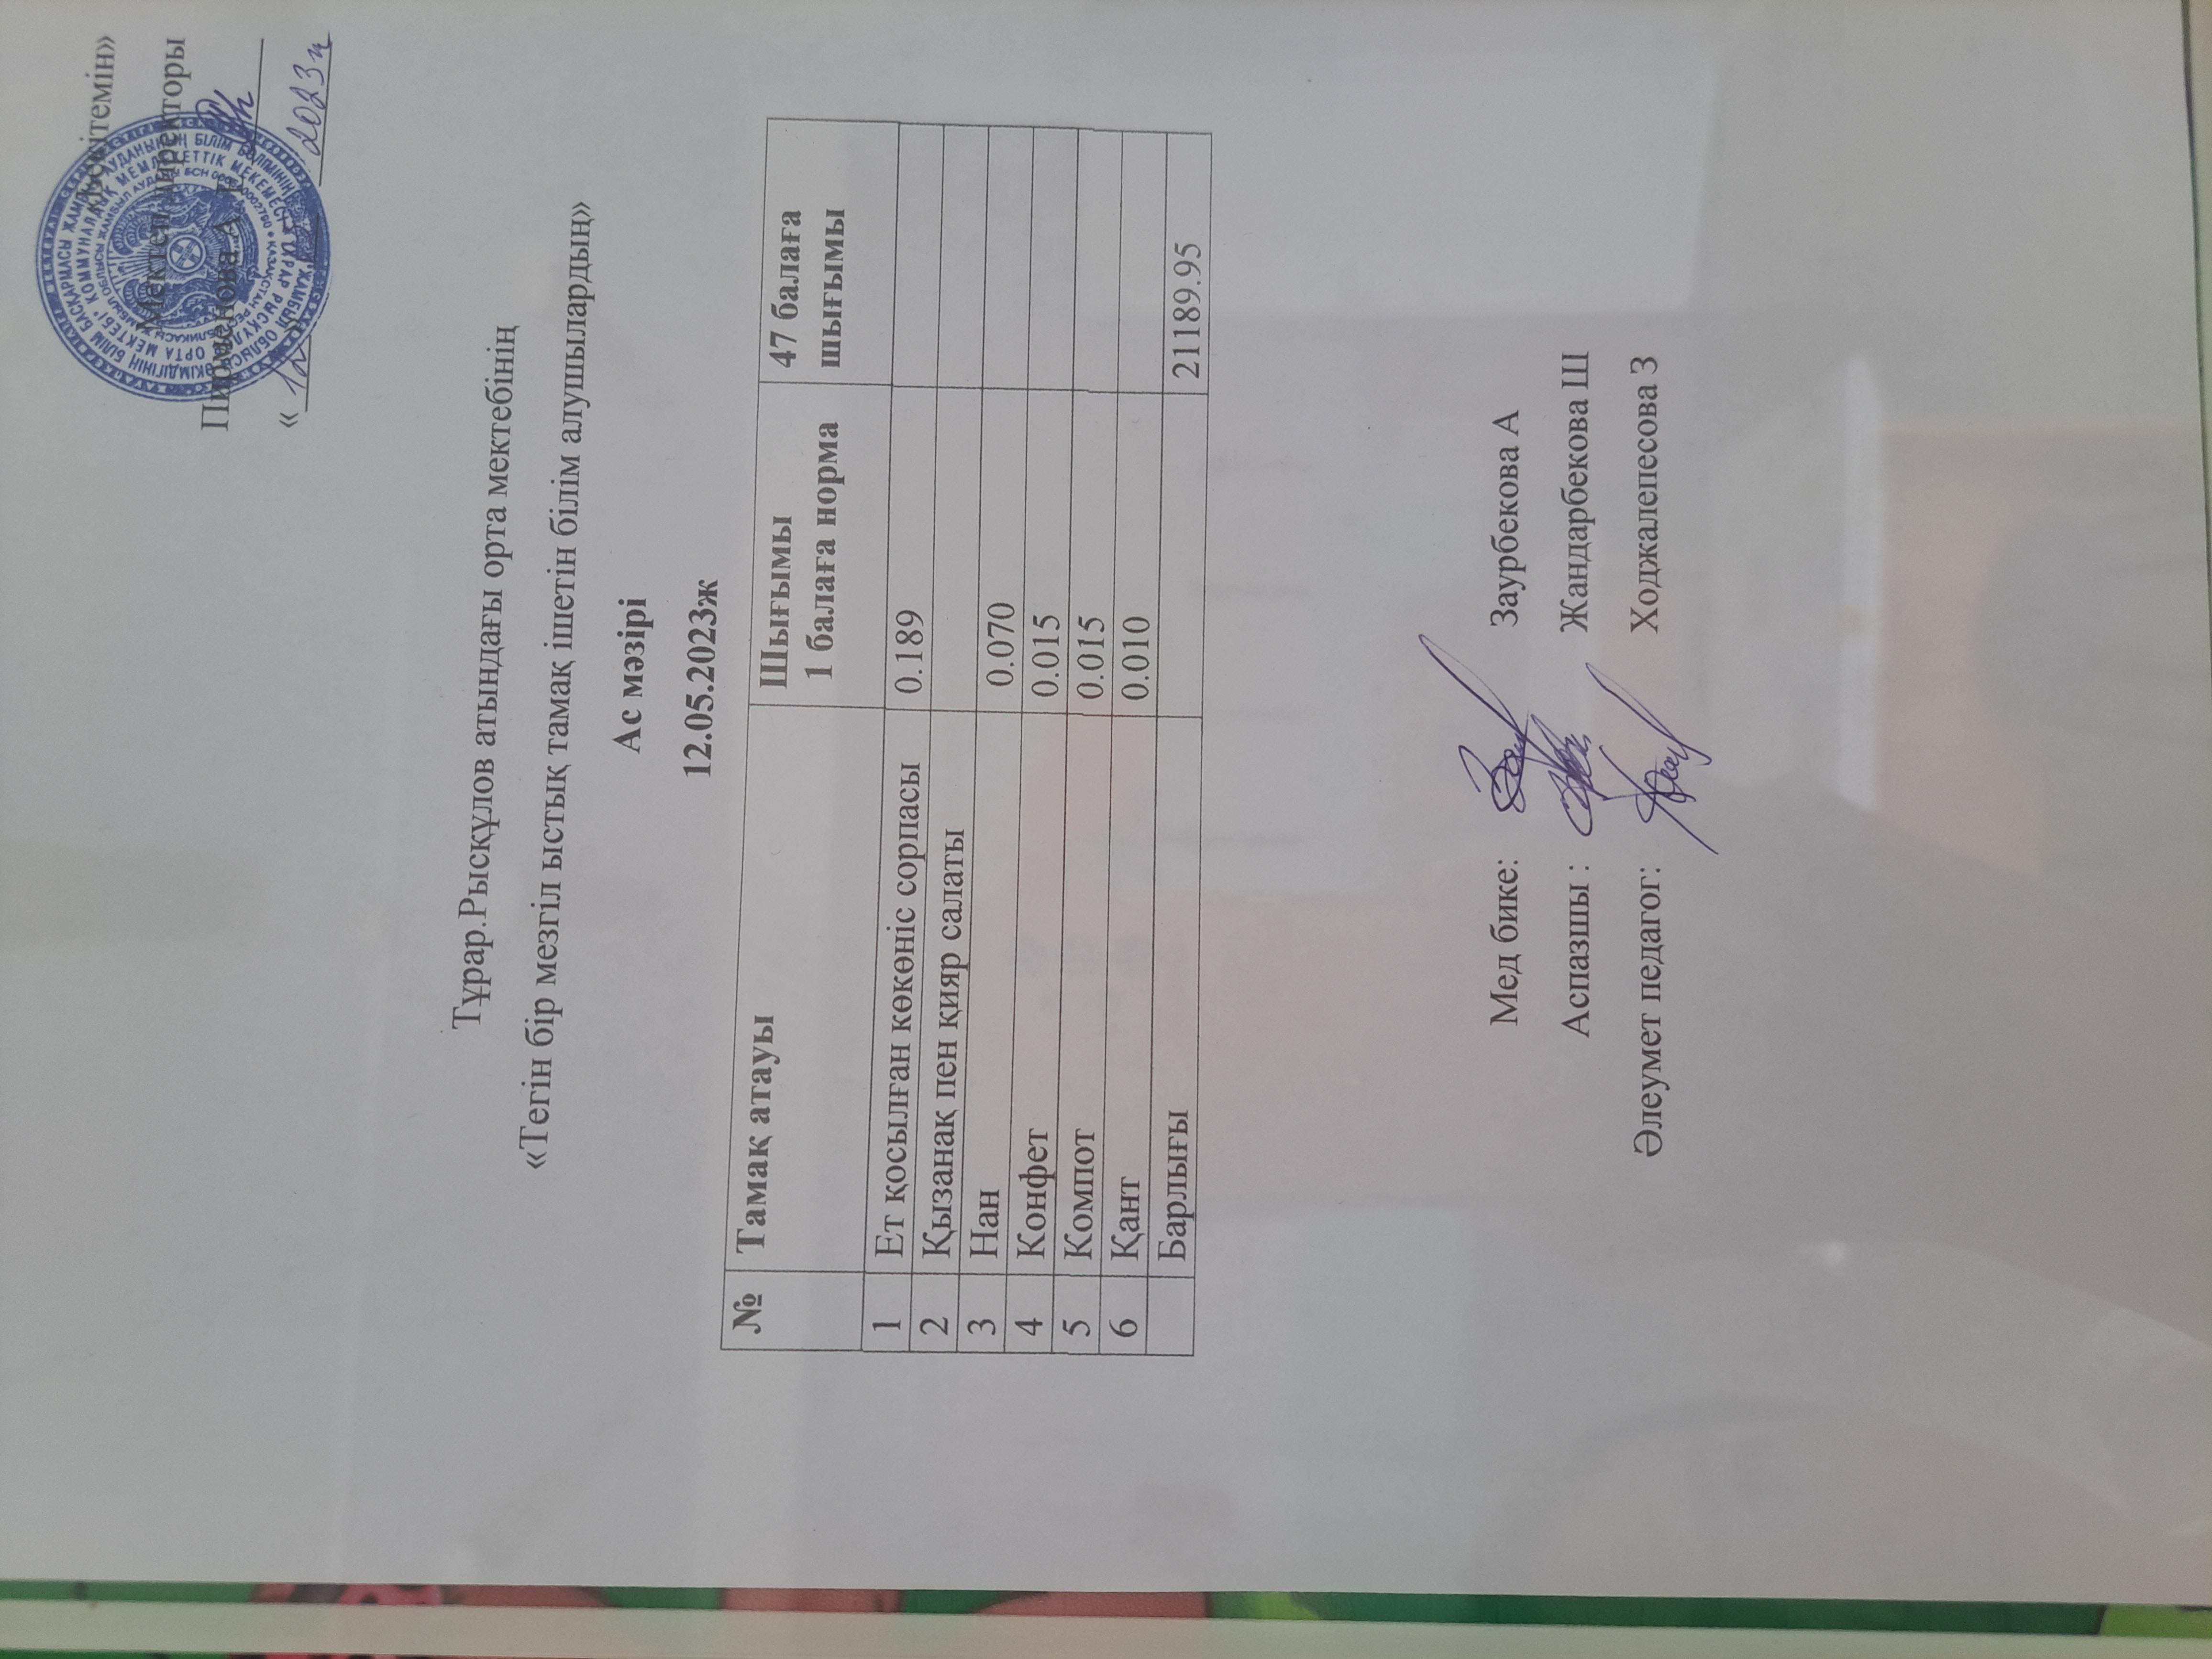 «Бекітемін»
Мектеп директоры
Пирменова А
« 12 » 2023ж
Тұрар.Рысқұлов атындағы орта мектебінің
«Тегін бір мезгіл ыстық тамақ ішетін білім алушылардың»
Ас мәзірі
12.05.2023ж
№ Тамақ атауы Шығымы 1 балаға норма 47 балаға шығымы
1 Ет қосылған көкөніс сорпасы 0.189
2 Қызанақ пен қияр салаты
3 Нан 0.070
4 Конфет 0.015
5 Компот 0.015
6 Қант 0.010
Барлығы 21189.95
Мед бике: Заурбекова А
Аспазшы : Жандарбекова Ш
Әлеумет педагог: Ходжалепесова З